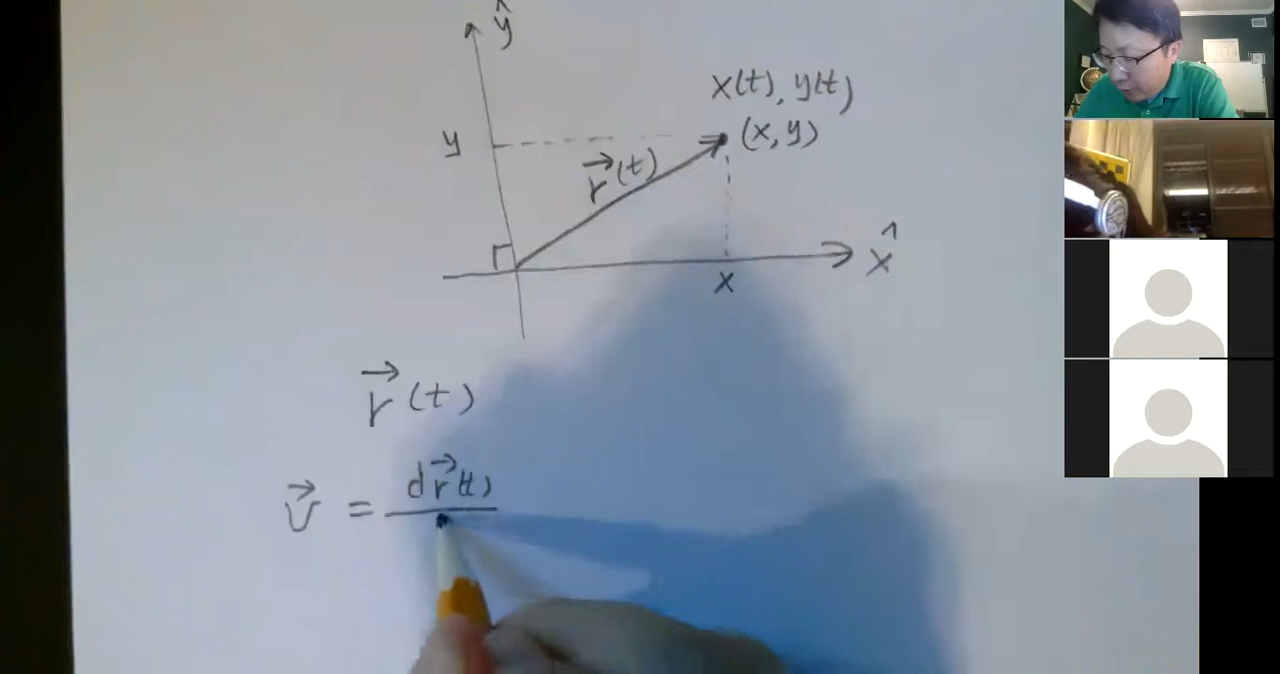 ŷ
x(t), y(t)
y
(x, y)
r⃗(t)
x̂
x
r⃗(t)
v⃗ = dr⃗(t)